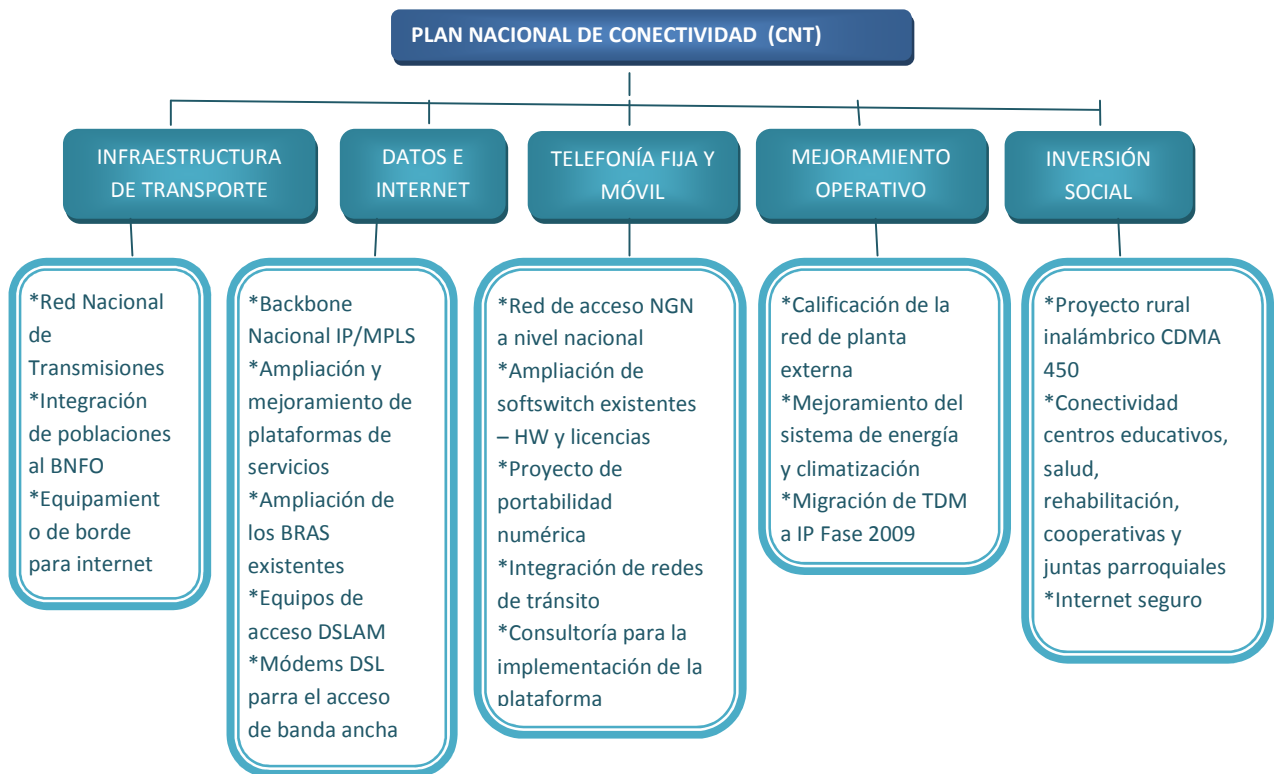 PLAN NACIONAL DE CONECTIVIDAD (CNT)
INFRAESTRUCTURA
DE TRANSPORTE
DATOS E
INTERNET
TELEFONÍA FIJA Y
MÓVIL
MEJORAMIENTO
OPERATIVO
INVERSIÓN
SOCIAL
*Red Nacional
de
Transmisiones
*Integración
de poblaciones
al BNFO
*Equipamient
o de borde
para internet
*Backbone
Nacional IP/MPLS
*Ampliación y
mejoramiento de
plataformas de
servicios
*Ampliación de
los BRAS
existentes
*Equipos de
acceso DSLAM
*Módems DSL
parra el acceso
de banda ancha
*Red de acceso NGN
a nivel nacional
*Ampliación de
softswitch existentes
– HW y licencias
*Proyecto de
portabilidad
numérica
*Integración de redes
de tránsito
*Consultoría para la
implementación de la
plataforma
*Calificación de la
red de planta
externa
*Mejoramiento del
sistema de energía
y climatización
*Migración de TDM
a IP Fase 2009
*Proyecto rural
inalámbrico CDMA
450
*Conectividad
centros educativos,
salud,
rehabilitación,
cooperativas y
juntas parroquiales
*Internet seguro